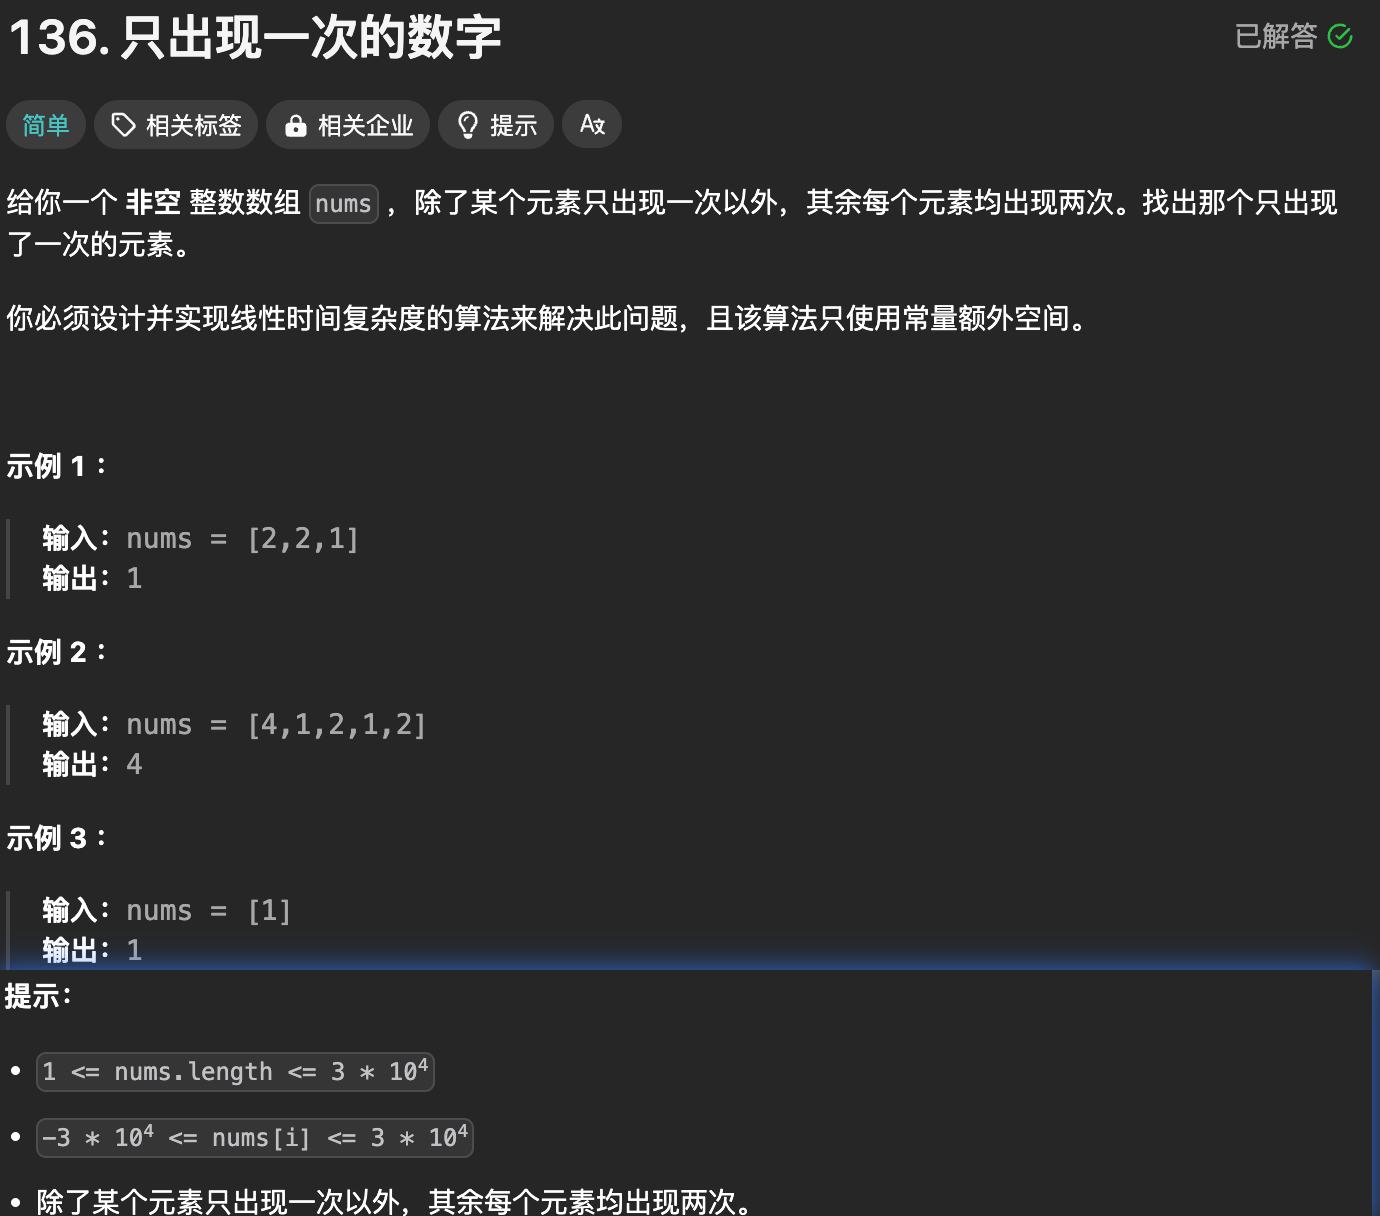 136. 只出现一次的数字
已解答
简单
相关标签
相关企业
提示
A文
给你一个 非空 整数数组 nums ，除了某个元素只出现一次以外，其余每个元素均出现两次。找出那个只出现
了一次的元素。
你必须设计并实现线性时间复杂度的算法来解决此问题，且该算法只使用常量额外空间。
示例 1 ：
输入：nums = [2,2,1]
输出：1
示例 2 ：
输入：nums = [4,1,2,1,2]
输出：4
示例 3 ：
输入：nums = [1]
输出：1
提示：
• 1 <= nums.length <= 3 * 10⁴
• -3 * 10⁴ <= nums[i] <= 3 * 10⁴
• 除了某个元素只出现一次以外，其余每个元素均出现两次。